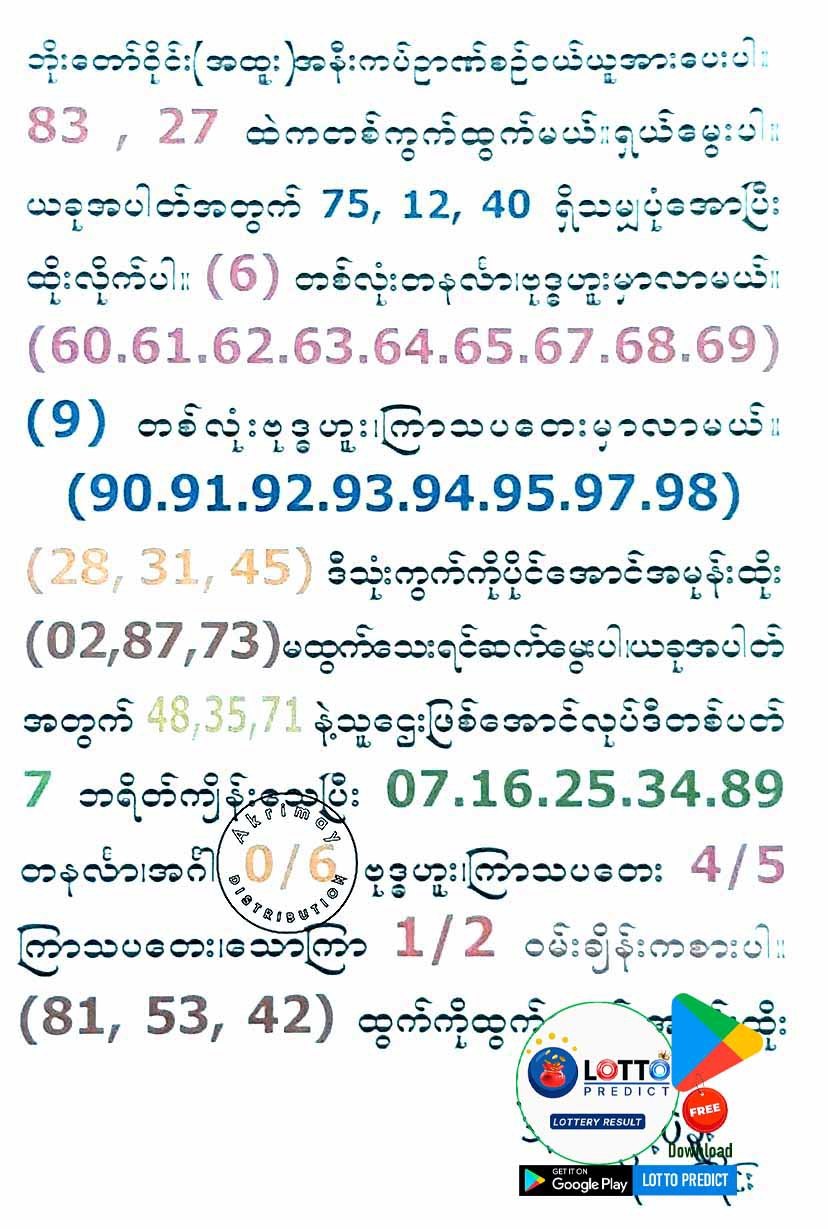 ဘိုးတော်ဝိုင်း(အထူး)အနီးကပ်ဉာဏ်စဉ်ဝယ်ယူအားပေးပါ။
83 , 27 ထဲကတစ်ကွက်ထွက်မယ်။ရှယ်မွေးပါ။
ယခုအပါတ်အတွက် 75, 12, 40 ရှိသမျှပုံအောပြီး
ထိုးလိုက်ပါ။ (6) တစ်လုံးတနင်္လာ၊ဗုဒ္ဓဟူးမှာလာမယ်။
(60.61.62.63.64.65.67.68.69)
(9) တစ်လုံးဗုဒ္ဓဟူး၊ကြာသပတေးမှာလာမယ်။
(90.91.92.93.94.95.97.98)
(28, 31, 45) ဒီသုံးကွက်ကိုပိုင်အောင်အမုန်းထိုး
(02,87,73)မထွက်သေးရင်ဆက်မွေးပါ၊ယခုအပါတ်
အတွက် 48,35,71 နဲ့သူဌေးဖြစ်အောင်လုပ်ဒီတစ်ပတ်
7 ဘရိတ်ကျိန်းသေပြီး 07.16.25.34.89
တနင်္လာ၊အင်္ဂါ 0/6 ဗုဒ္ဓဟူး၊ကြာသပတေး 4/5
Akrimay
DISTRIBUTION
ကြာသပတေး၊သောကြာ 1/2 ဝမ်းချိန်းကစားပါ။
(81, 53, 42) ထွက်ကိုထွက် ထိုး
LOTTO
PREDICT
LOTTERY RESULT
FREE
Download
GET IT ON
Google Play
LOTTO PREDICT